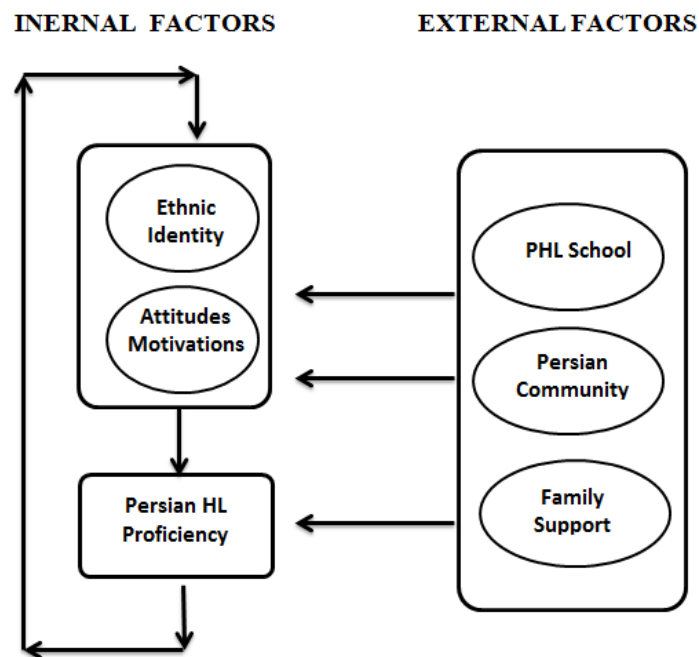 INERNAL FACTORS
EXTERNAL FACTORS
Ethnic
Identity
Attitudes
Motivations
Persian HL
Proficiency
PHL School
Persian
Community
Family
Support